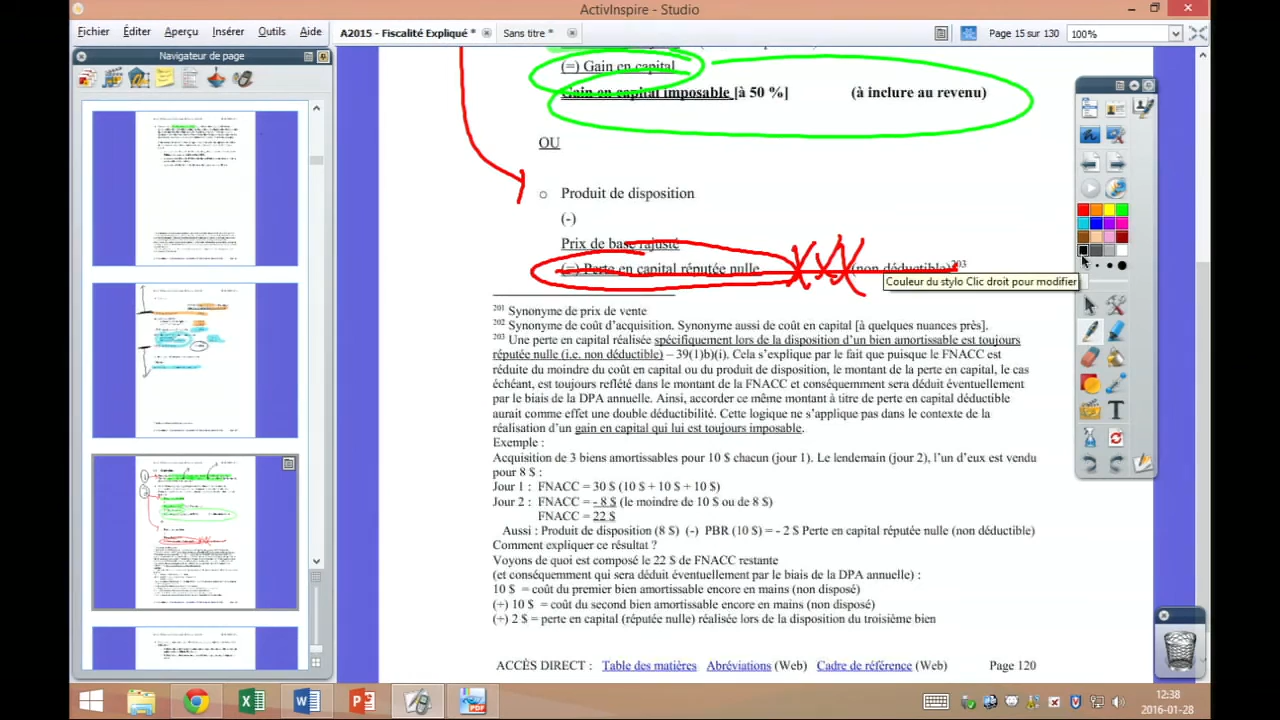 ActivInspire - Studio
Fichier Éditer Aperçu Insérer Outils Aide
A2015 - Fiscalité Expliqué *
Sans titre *
Page 15 sur 130
100%
Navigateur de page
(=) Gain en capital
Gain en capital imposable [à 50 %] (à inclure au revenu)
OU
o Produit de disposition
(-)
Prix de base rajusté
(=) Perte en capital réputée nulle (non déductible)203
Couleur du stylo Clic droit pour modifier
201 Synonyme de prix de vente
202 Synonyme de coût d'acquisition. Synonyme aussi de coût en capital [à quelques nuances près].
203 Une perte en capital réalisée spécifiquement lors de la disposition d'un bien amortissable est toujours
réputée nulle (i.e. non déductible) – 39(1)b)(i). Cela s'explique par le fait que puisque le FNACC est
réduite du moindre du coût en capital ou du produit de disposition, le montant de la perte en capital, le cas
échéant, est toujours reflété dans le montant de la FNACC et conséquemment sera déduit éventuellement
par le biais de la DPA annuelle. Ainsi, accorder ce même montant à titre de perte en capital déductible
aurait comme effet une double déductibilité. Cette logique ne s'applique pas dans le contexte de la
réalisation d'un gain en capital qui lui est toujours imposable.
Exemple :
Acquisition de 3 biens amortissables pour 10 $ chacun (jour 1). Le lendemain (jour 2), l'un d'eux est vendu
pour 8 $ :
Jour 1 : FNACC = 30 $ (10 $ + 10 $ + 10 $)
Jour 2 : FNACC = - 8 $ (le moindre de 10 $ ou de 8 $)
FNACC = 22 $
Aussi : Produit de disposition (8 $) (-) PBR (10 $) = - 2 $ Perte en capital réputée nulle (non déductible)
Comment expliquer ce résultat ?
Voyons de quoi est composé le 22 $ de FNACC restante
(et conséquemment qui sera déduit éventuellement par le biais de la DPA annuelle) :
10 $ = coût du premier bien amortissable encore en mains (non disposé)
(+) 10 $ = coût du second bien amortissable encore en mains (non disposé)
(+) 2 $ = perte en capital (réputée nulle) réalisée lors de la disposition du troisième bien
ACCÈS DIRECT : Table des matières Abréviations (Web) Cadre de référence (Web) Page 120
12:38
2016-01-28